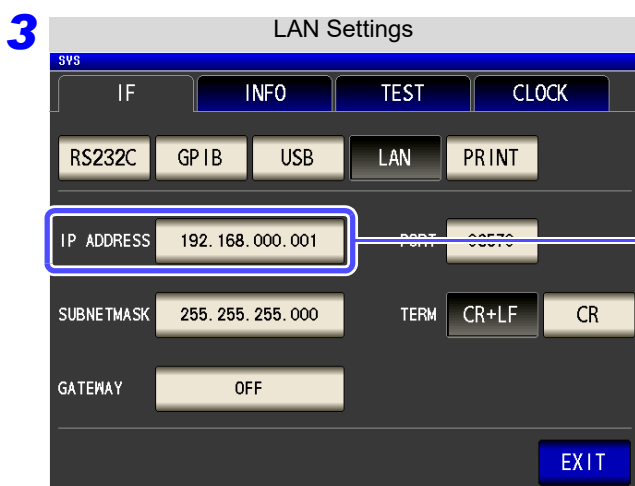 3
LAN Settings
SYS
IF INFO TEST CLOCK
RS232C GPIB USB LAN PRINT
IP ADDRESS 192.168.000.001 PORT
SUBNETMASK 255.255.255.000 TERM CR+LF CR
GATEWAY OFF
EXIT